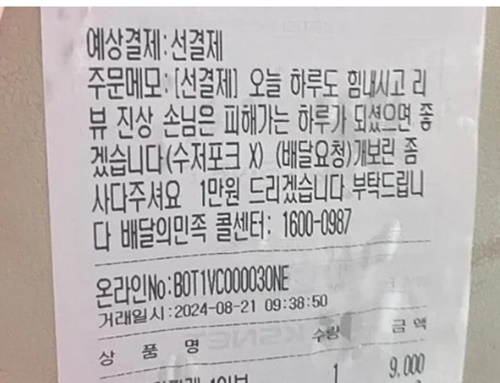 예상결제:선결제
주문메모:[선결제] 오늘 하루도 힘내시고 리
뷰 진상 손님은 피해가는 하루가 되셨으면 좋
겠습니다(수저포크 X) (배달요청)개보린 좀
사다주셔요 1만원 드리겠습니다 부탁드립니
다 배달의민족 콜센터: 1600-0987
온라인No:B0T1VC000030NE
거래일시:2024-08-21 09:38:50
상 품 명 수량 금 액
1 9,000